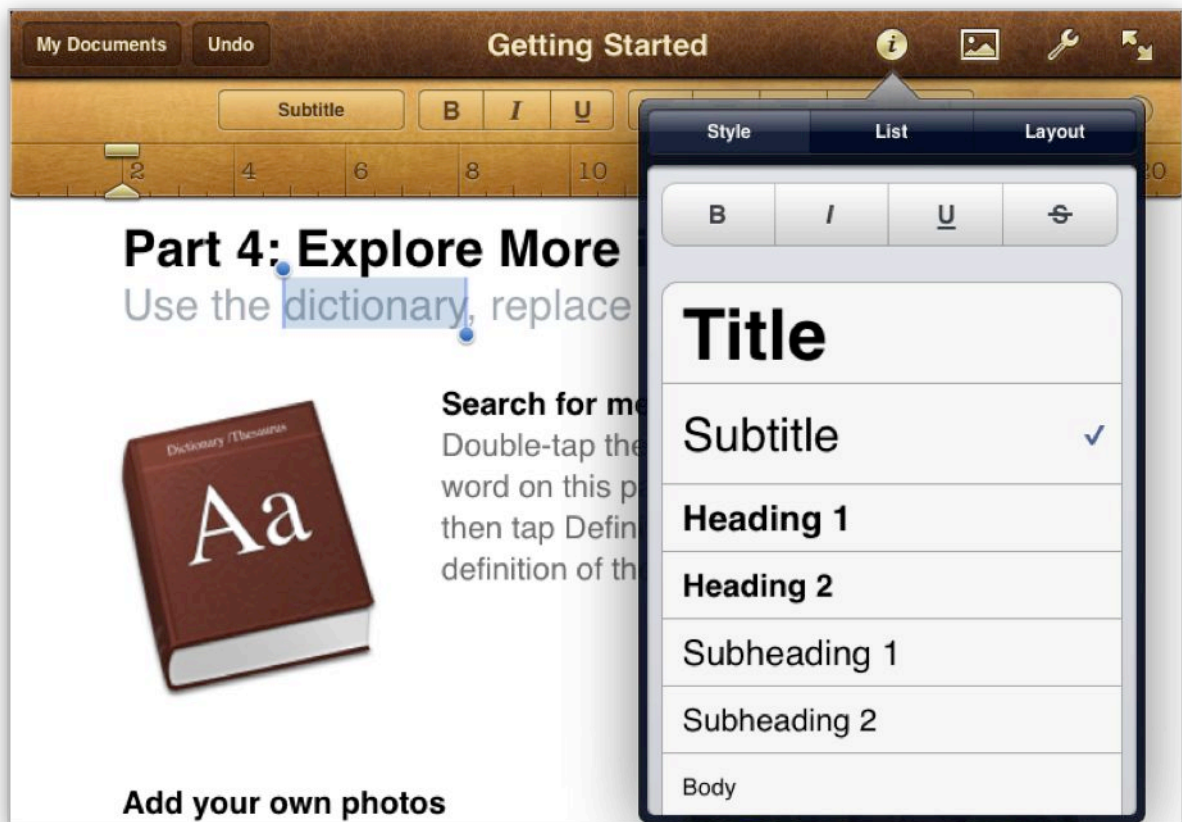 My Documents Undo Getting Started i
Subtitle B I U
Style List Layout
2 4 6 8 10 20
B I U S
Part 4: Explore More
Use the dictionary, replace
Title
Subtitle ✓
Heading 1
Heading 2
Subheading 1
Subheading 2
Body
Dictionary /Thesaurus
Aa
Search for me
Double-tap the
word on this p
then tap Defin
definition of th
Add your own photos